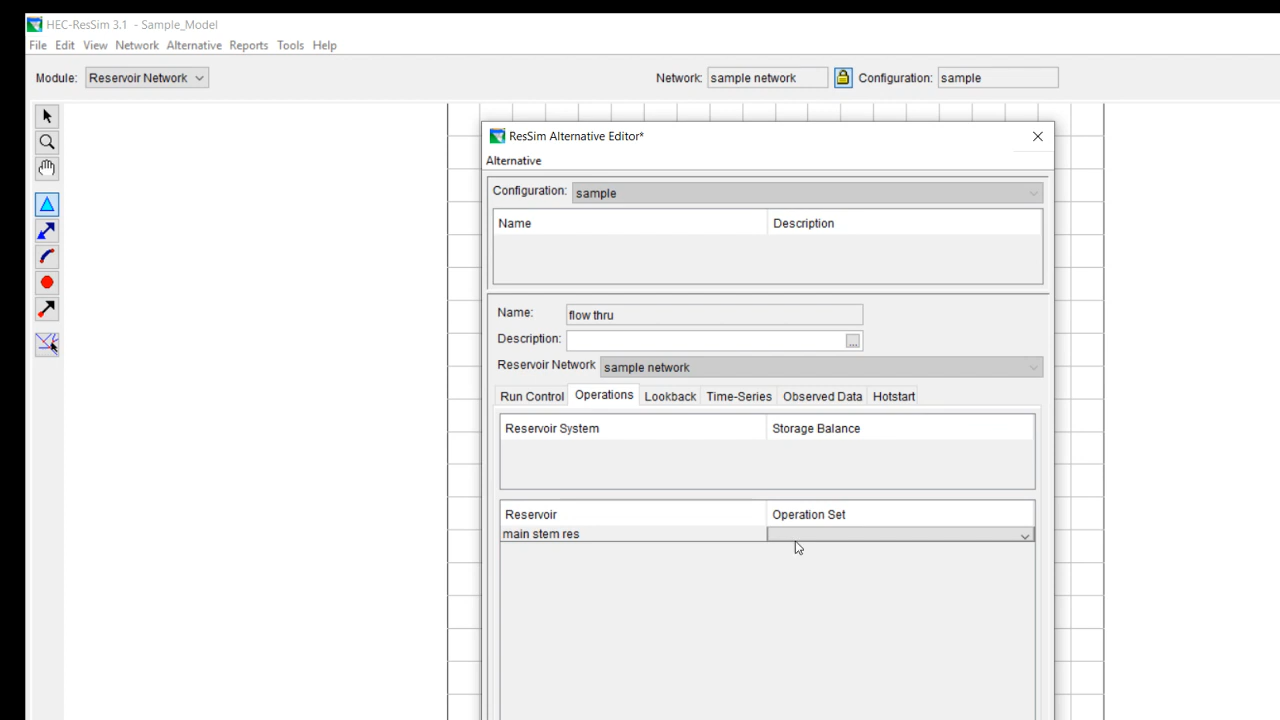 HEC-ResSim 3.1 - Sample_Model
File Edit View Network Alternative Reports Tools Help
Module: Reservoir Network Network: sample network Configuration: sample
ResSim Alternative Editor*
Alternative
Configuration: sample
Name Description
Name: flow thru
Description: ...
Reservoir Network sample network
Run Control Operations Lookback Time-Series Observed Data Hotstart
Reservoir System Storage Balance
Reservoir Operation Set
main stem res